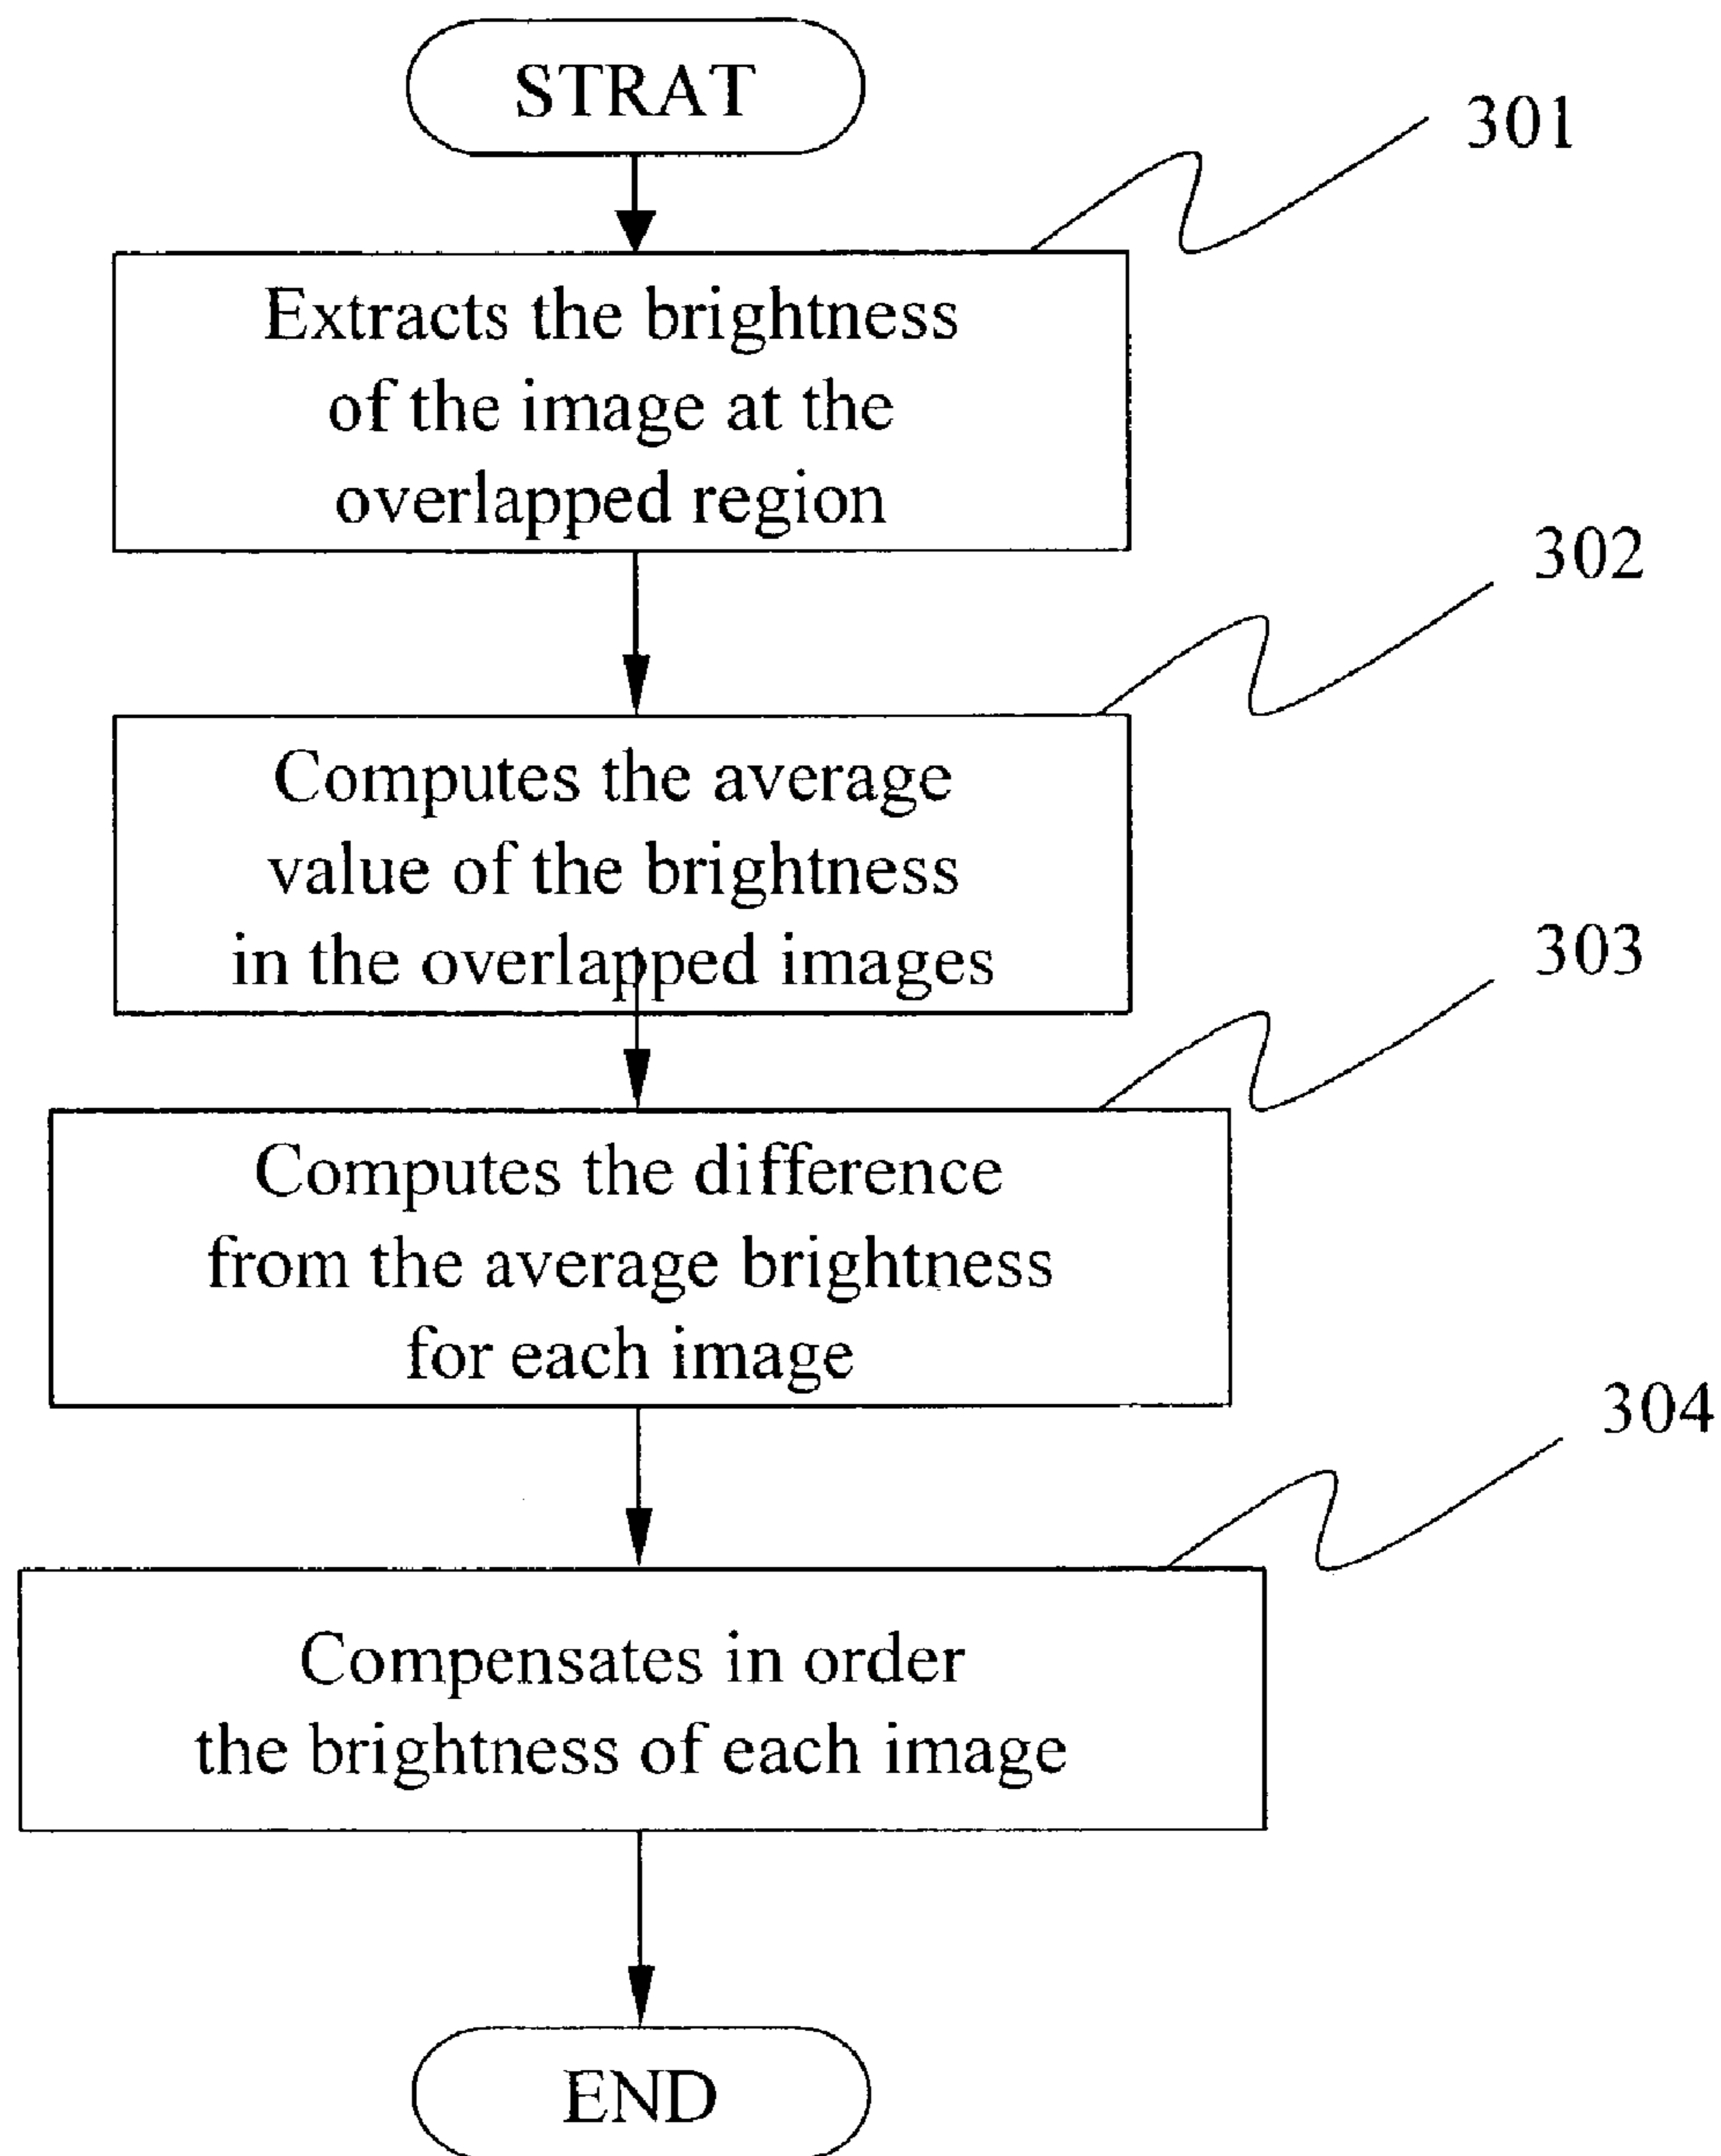 STRAT
301
Extracts the brightness
of the image at the
overlapped region
302
Computes the average
value of the brightness
in the overlapped images
303
Computes the difference
from the average brightness
for each image
304
Compensates in order
the brightness of each image
END